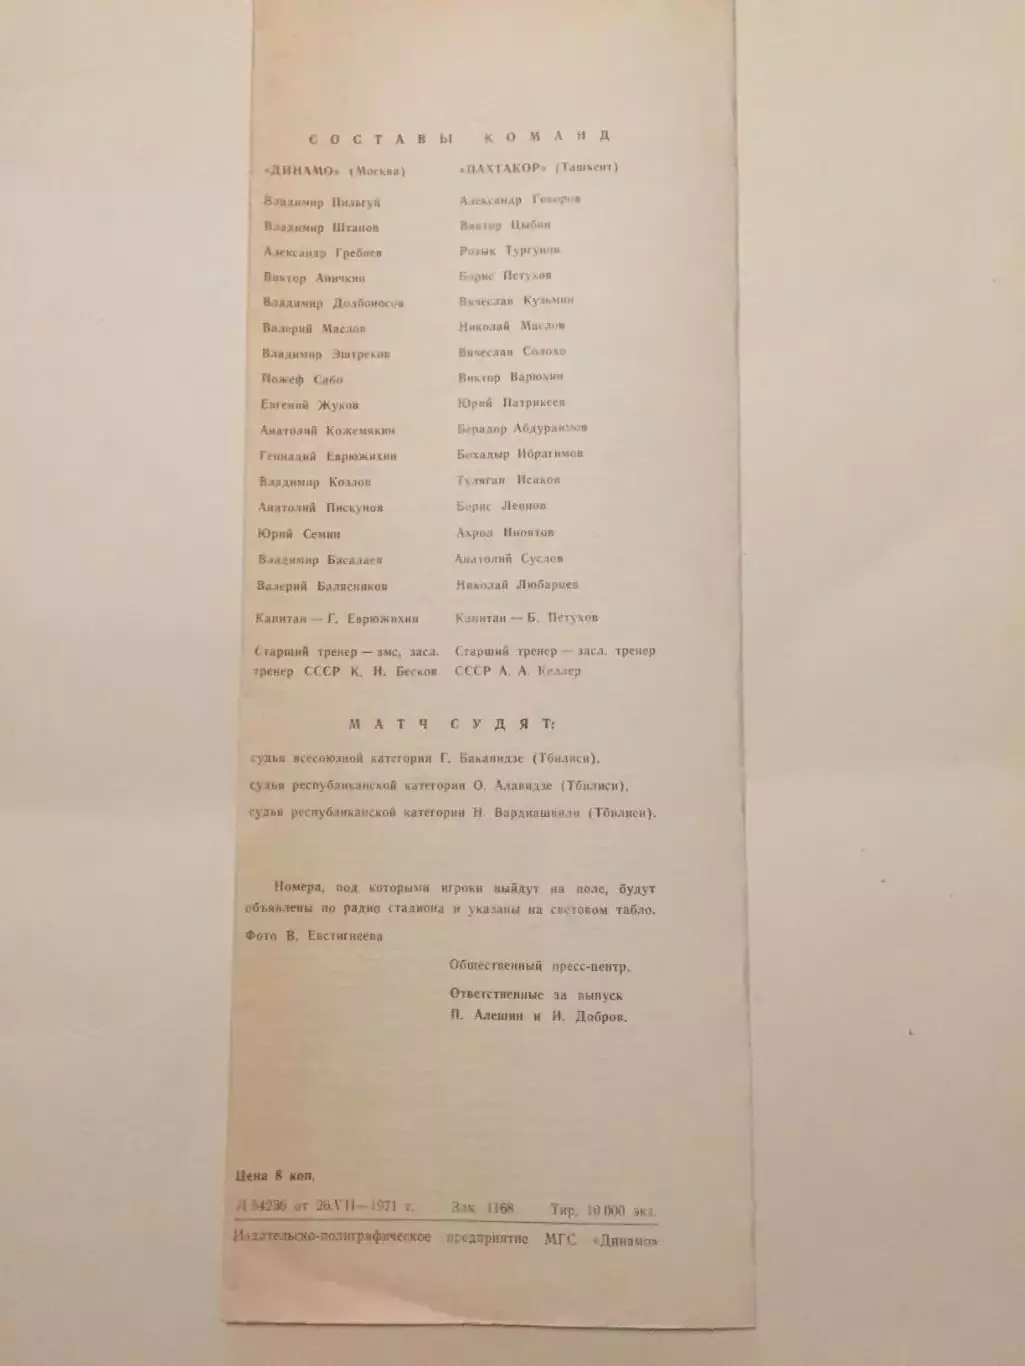 СОСТАВЫ КОМАНД
«ДИНАМО» (Москва) «ПАХТАКОР» (Ташкент)
Владимир Пильгуй Александр Говоров
Владимир Штапов Виктор Цыбин
Александр Гребнев Розык Тургунов
Виктор Аничкин Борис Петухов
Владимир Долбоносов Вячеслав Кузьмин
Валерий Маслов Николай Маслов
Владимир Эштреков Вячеслав Солохо
Йожеф Сабо Виктор Варюхин
Евгений Жуков Юрий Патрикеев
Анатолий Кожемякин Берадор Абдураимов
Геннадий Еврюжихин Бохадыр Ибрагимов
Владимир Козлов Туляган Исаков
Анатолий Пискунов Борис Леонов
Юрий Семин Ахрол Иноятов
Владимир Басалаев Анатолий Суслов
Валерий Балясников Николай Любарцев
Капитан — Г. Еврюжихин Капитан — Б. Петухов
Старший тренер — змс, засл. Старший тренер — засл. тренер
тренер СССР К. И. Бесков СССР А. А. Келлер
МАТЧ СУДЯТ:
судья всесоюзной категории Г. Баканидзе (Тбилиси),
судья республиканской категории О. Алавидзе (Тбилиси),
судья республиканской категории Н. Вардиашвили (Тбилиси).
Номера, под которыми игроки выйдут на поле, будут
объявлены по радио стадиона и указаны на световом табло.
Фото В. Евстигнеева
Общественный пресс-центр.
Ответственные за выпуск
П. Алешин и И. Добров.
Цена 8 коп.
Л 54236 от 26.VII—1971 г. Зак. 1168 Тир. 10 000 экз.
Издательско-полиграфическое предприятие МГС «Динамо»